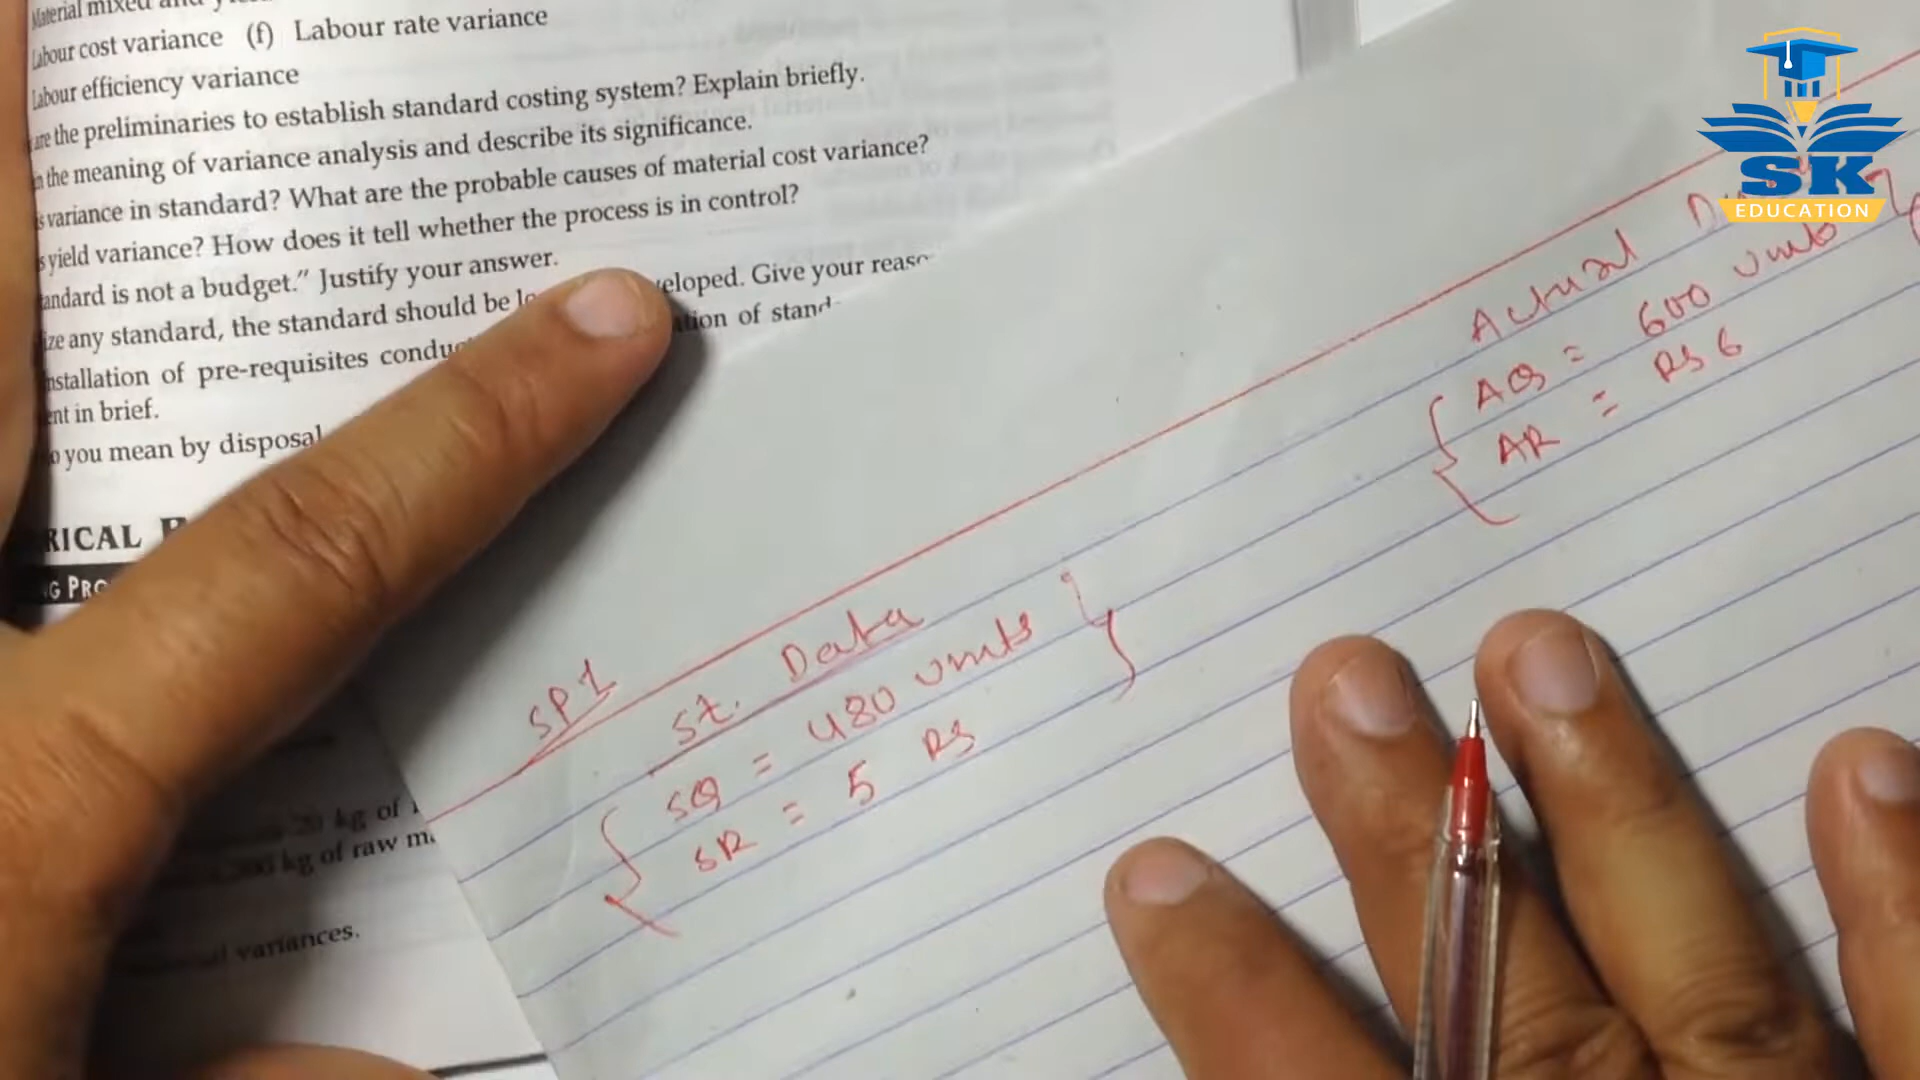 Material mixed and
Labour cost variance (f) Labour rate variance
Labour efficiency variance
are the preliminaries to establish standard costing system? Explain briefly.
the meaning of variance analysis and describe its significance.
variance in standard? What are the probable causes of material cost variance?
yield variance? How does it tell whether the process is in control?
andard is not a budget." Justify your answer.
ize any standard, the standard should be eloped. Give your reaso
nstallation of pre-requisites condu ation of stand
ent in brief.
o you mean by disposal
RICAL
G PRO
20 kg of
kg of raw m
variances.
SP1
St. Data
SQ = 480 units
SR = 5 RS
Actual
AQ = 600 units
AR = RS 6
SK
EDUCATION